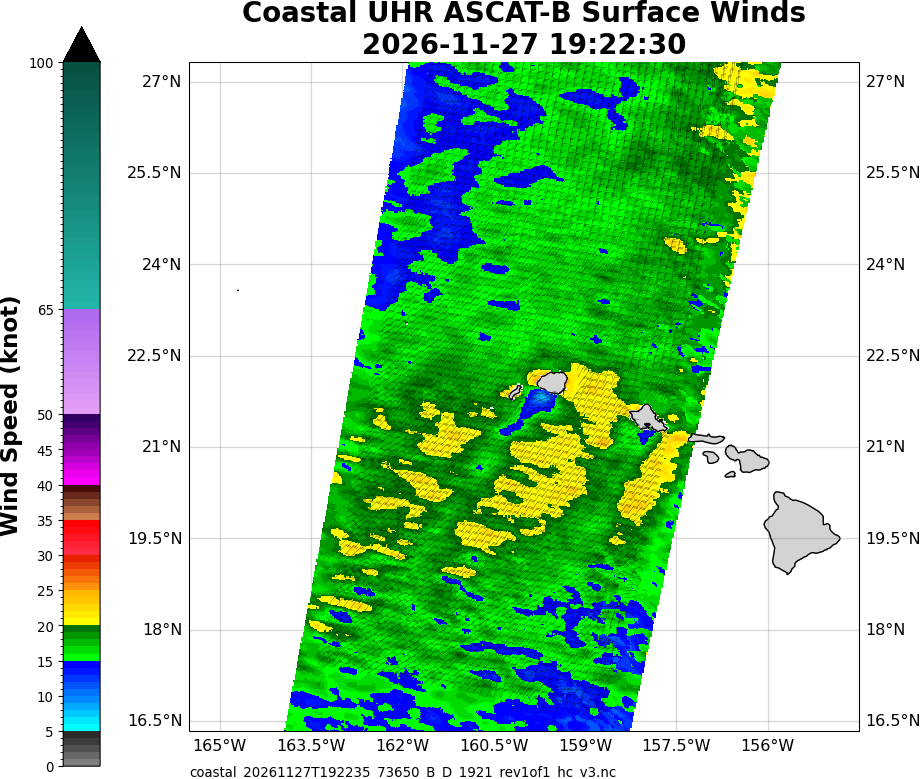 Coastal UHR ASCAT-B Surface Winds
2026-11-27 19:22:30
Wind Speed (knot)
100
65
50
45
40
35
30
25
20
15
10
5
0
27°N 27°N
25.5°N 25.5°N
24°N 24°N
22.5°N 22.5°N
21°N 21°N
19.5°N 19.5°N
18°N 18°N
16.5°N 16.5°N
165°W 163.5°W 162°W 160.5°W 159°W 157.5°W 156°W
coastal_20261127T192235_73650_B_D_1921_rev1of1_hc_v3.nc